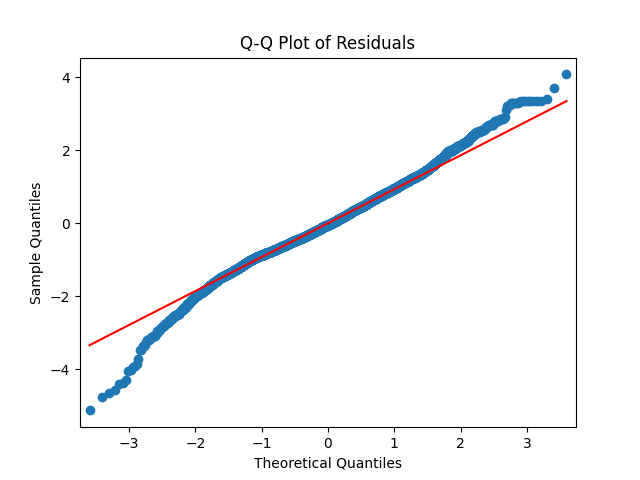 Q-Q Plot of Residuals
4
2
0
−2
−4
Sample Quantiles
−3 −2 −1 0 1 2 3
Theoretical Quantiles